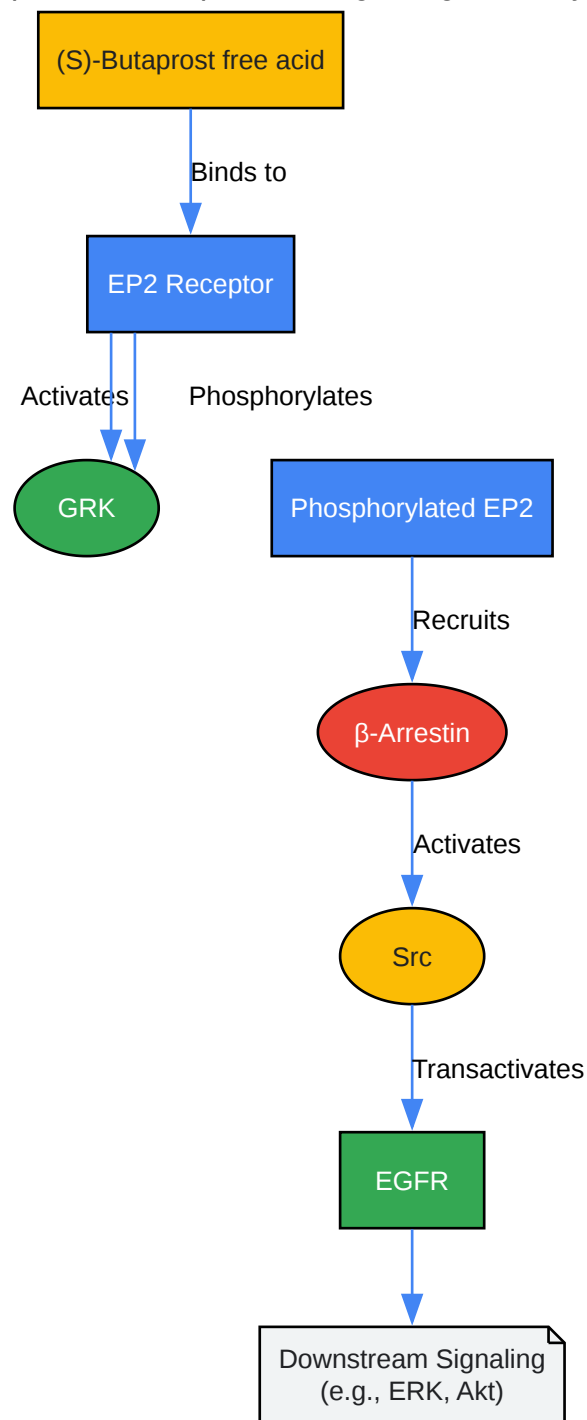 (S)-Butaprost free acid
Binds to
EP2 Receptor
Activates
Phosphorylates
GRK
Phosphorylated EP2
Recruits
β-Arrestin
Activates
Src
Transactivates
EGFR
Downstream Signaling
(e.g., ERK, Akt)